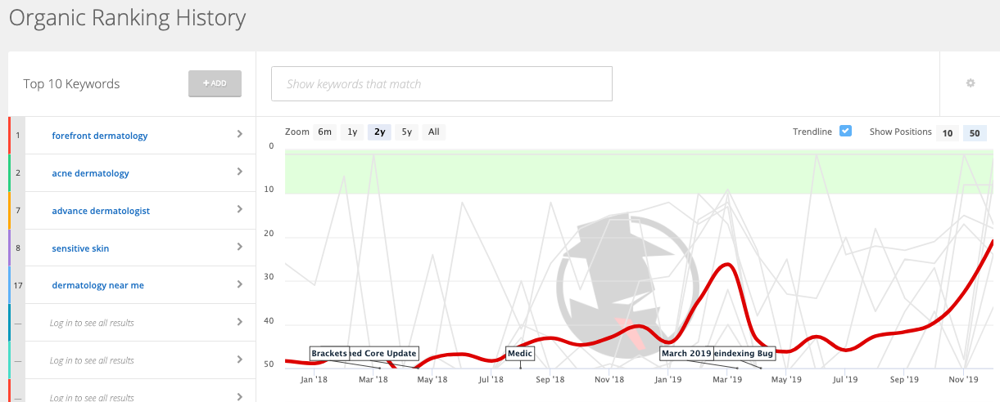 Organic Ranking History
Top 10 Keywords
+ ADD
Show keywords that match
1 forefront dermatology
2 acne dermatology
7 advance dermatologist
8 sensitive skin
17 dermatology near me
— Log in to see all results
— Log in to see all results
— Log in to see all results
Zoom 6m 1y 2y 5y All
Trendline Show Positions 10 50
0
10
20
30
40
50
Brackets ed Core Update
Medic
March 2019 eindexing Bug
Jan '18 Mar '18 May '18 Jul '18 Sep '18 Nov '18 Jan '19 Mar '19 May '19 Jul '19 Sep '19 Nov '19